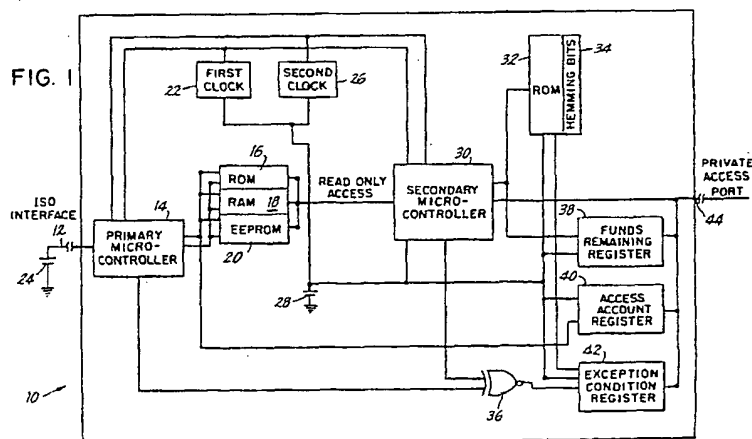 FIG. 1
FIRST
CLOCK
22
SECOND
CLOCK
26
32
34
ROM
HEMMING BITS
PRIVATE
ACCESS
PORT
44
ISO
INTERFACE
12
24
14
PRIMARY
MICRO-
CONTROLLER
16
ROM
RAM
18
EEPROM
20
READ ONLY
ACCESS
30
SECONDARY
MICRO-
CONTROLLER
28
38
FUNDS
REMAINING
REGISTER
40
ACCESS
ACCOUNT
REGISTER
42
EXCEPTION
CONDITION
REGISTER
36
10